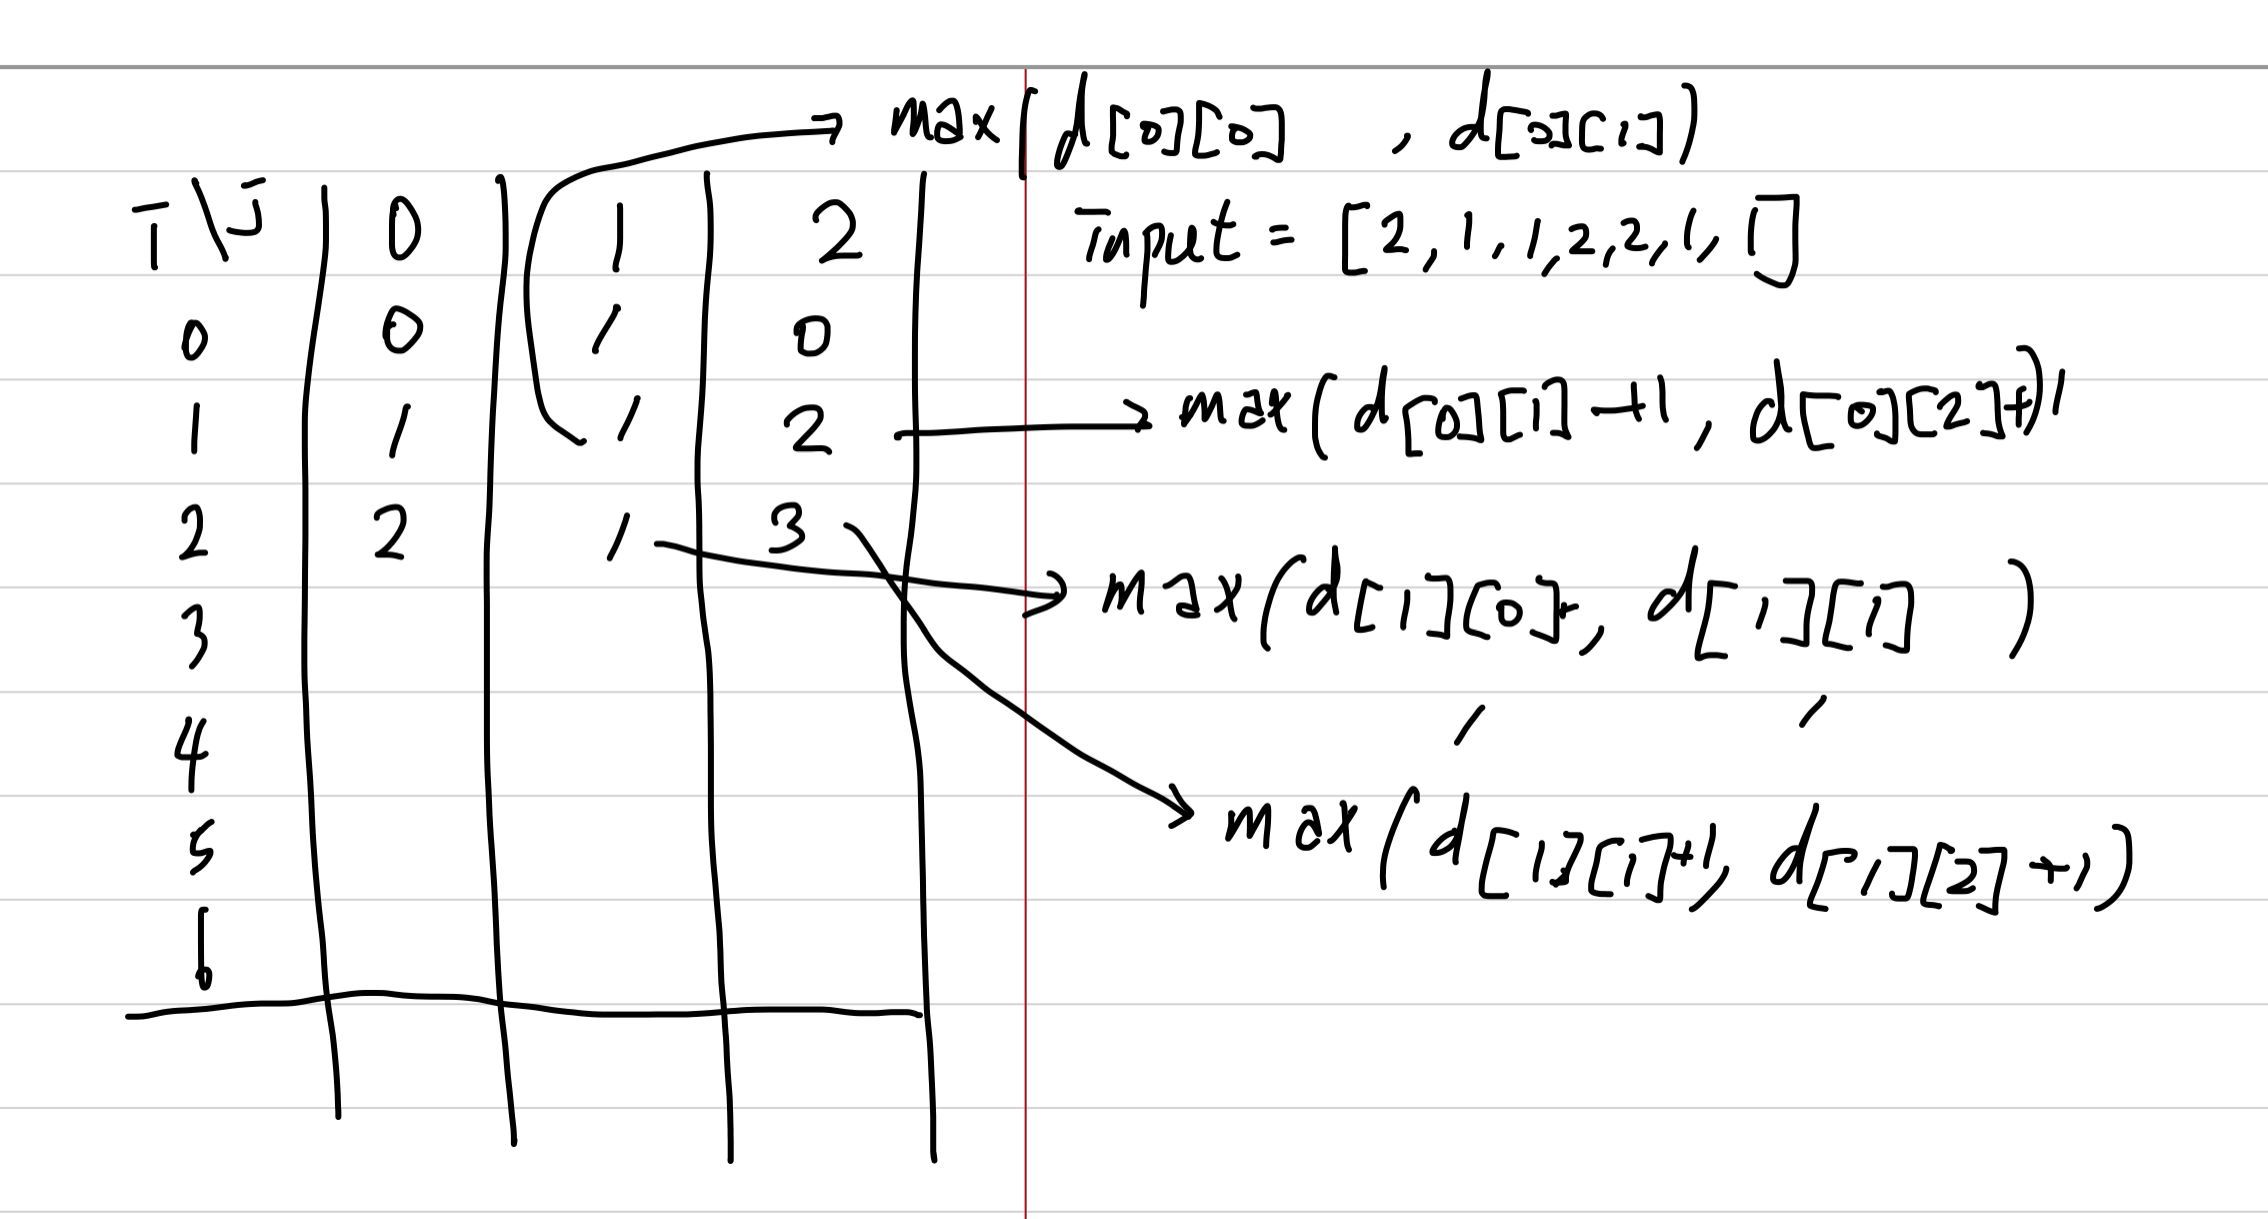 max(d[0][0] , d[0][1])
i\j 0 1 2
input = [2,1,1,2,2,1,1]
0 0 1 0
1 1 1 2 → max(d[0][1]+1, d[0][2]+1)
2 2 1 3
max(d[1][0], d[1][1])
3
1 1
4
max(d[1][1]+1, d[1][2]+1)
5
6